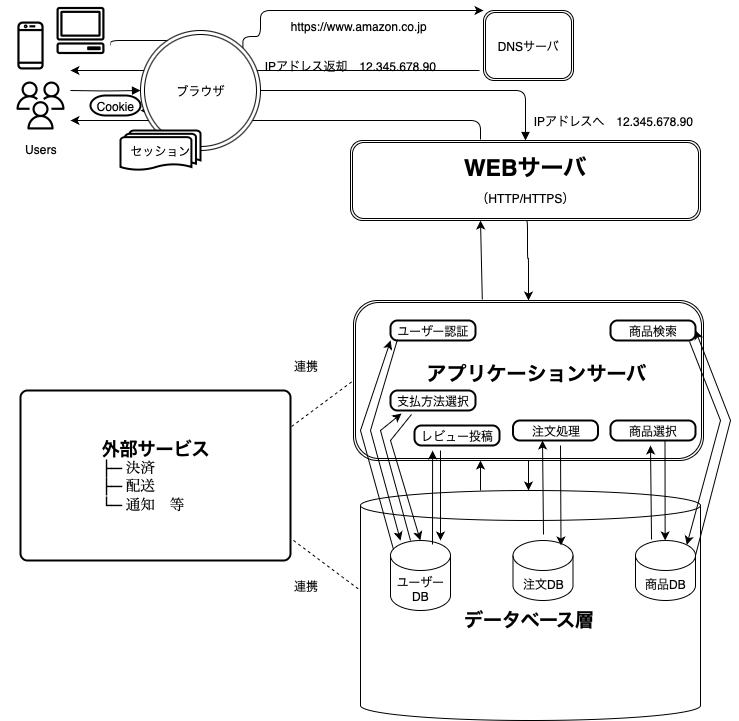 https://www.amazon.co.jp
DNSサーバ
IPアドレス返却　12.345.678.90
ブラウザ
Cookie
IPアドレスへ　12.345.678.90
Users
セッション
WEBサーバ
（HTTP/HTTPS）
ユーザー認証
商品検索
連携
アプリケーションサーバ
支払方法選択
レビュー投稿
注文処理
商品選択
外部サービス
├─ 決済
├─ 配送
└─ 通知　等
連携
ユーザー
DB
注文DB
商品DB
データベース層